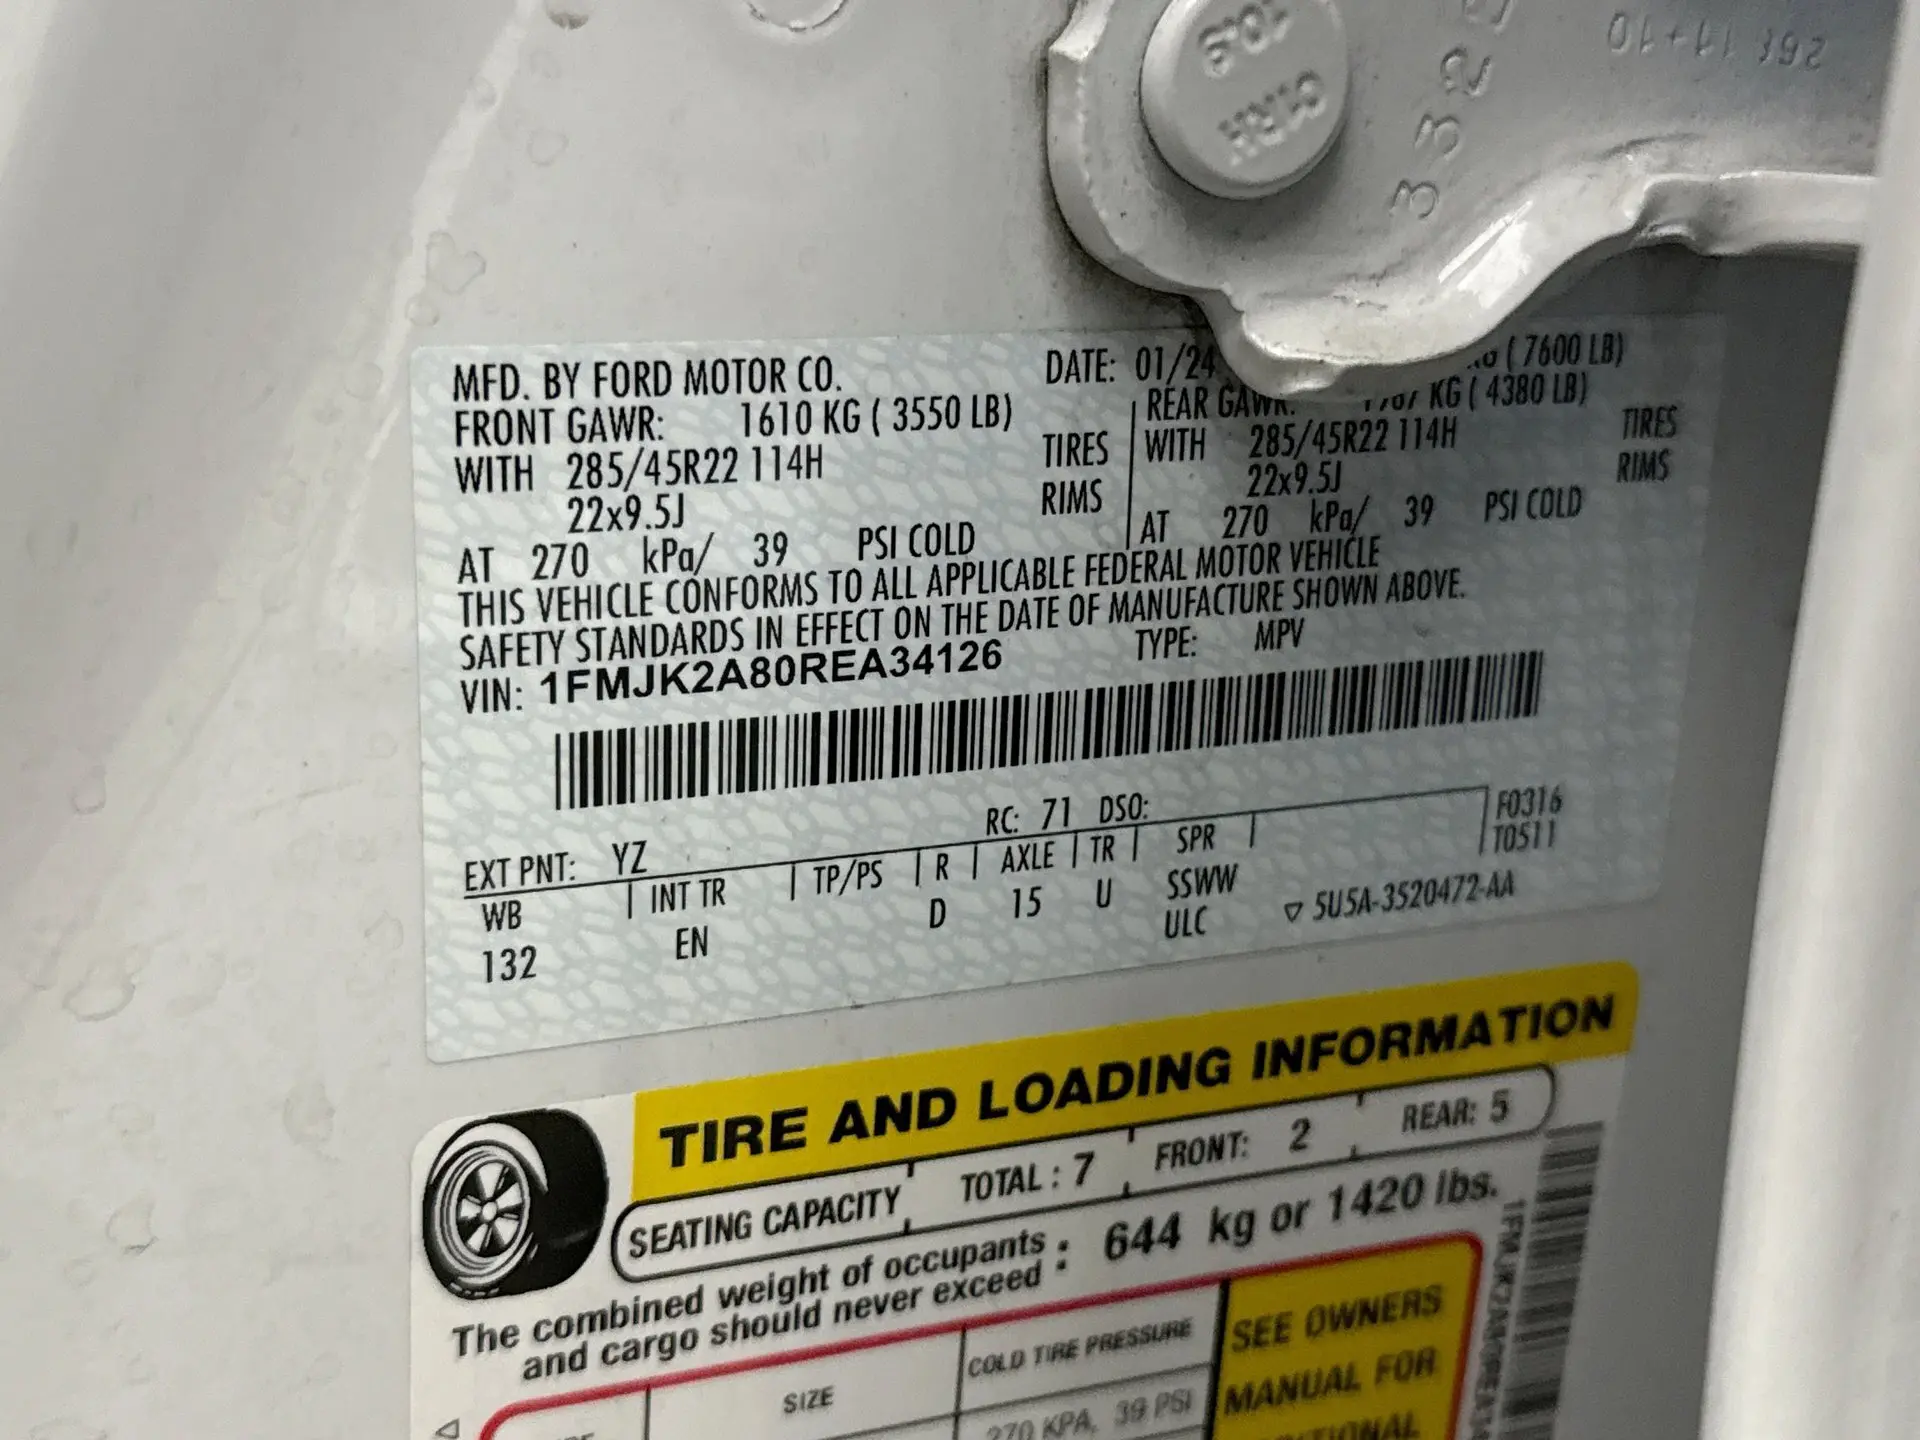 10.9
C1RH
332
MFD. BY FORD MOTOR CO. DATE: 01/24 ( 7600 LB)
FRONT GAWR: 1610 KG ( 3550 LB) REAR GAWR: KG ( 4380 LB)
WITH 285/45R22 114H TIRES WITH 285/45R22 114H TIRES
22x9.5J RIMS 22x9.5J RIMS
AT 270 kPa/ 39 PSI COLD AT 270 kPa/ 39 PSI COLD
THIS VEHICLE CONFORMS TO ALL APPLICABLE FEDERAL MOTOR VEHICLE
SAFETY STANDARDS IN EFFECT ON THE DATE OF MANUFACTURE SHOWN ABOVE.
VIN: 1FMJK2A80REA34126 TYPE: MPV
EXT PNT: YZ RC: 71 DSO: F0316
WB INT TR TP/PS R AXLE TR SPR T0511
132 EN D 15 U SSWW
ULC ▽ 5U5A-3520472-AA
TIRE AND LOADING INFORMATION
SEATING CAPACITY TOTAL : 7 FRONT: 2 REAR: 5
The combined weight of occupants
and cargo should never exceed : 644 kg or 1420 lbs.
SIZE COLD TIRE PRESSURE SEE OWNERS
270 KPA, 39 PSI MANUAL FOR